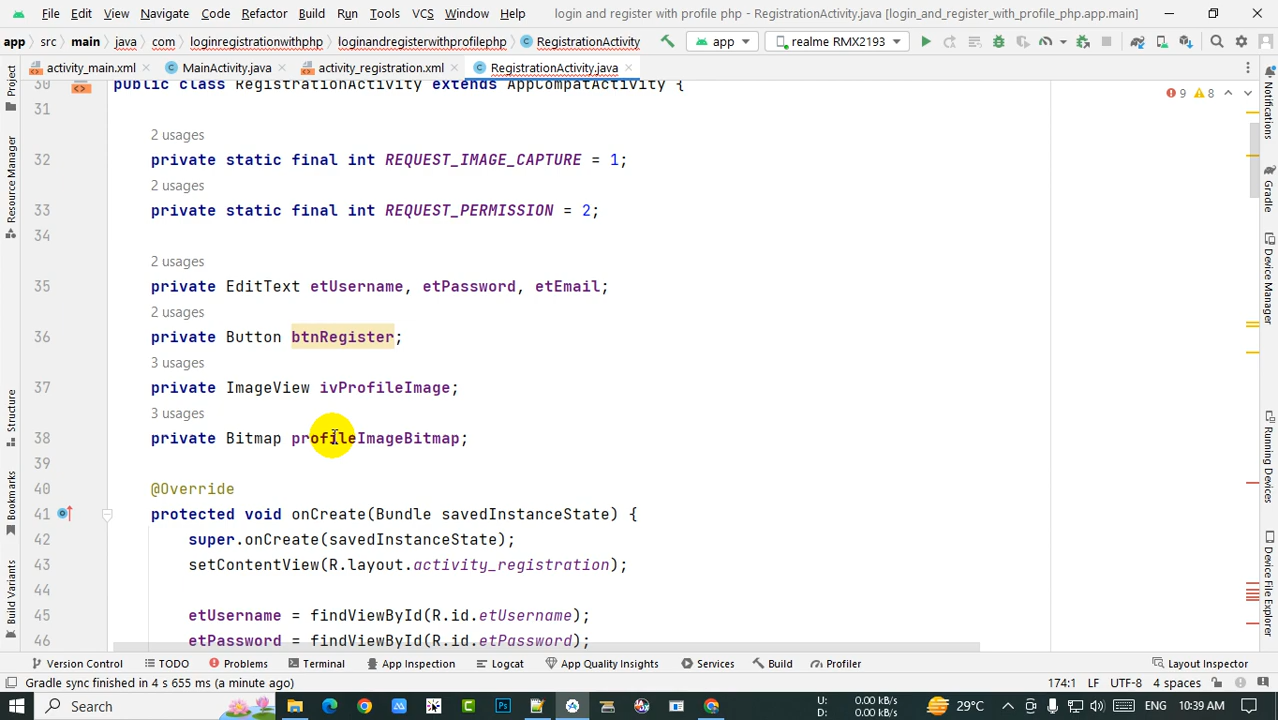 File Edit View Navigate Code Refactor Build Run Tools VCS Window Help login and register with profile php - RegistrationActivity.java [login_and_register_with_profile_php.app.main]
app src main java com loginregistrationwithphp loginandregisterwithprofilephp RegistrationActivity app realme RMX2193
activity_main.xml MainActivity.java activity_registration.xml RegistrationActivity.java
30 public class RegistrationActivity extends AppCompatActivity { 9 8
31
2 usages
32 private static final int REQUEST_IMAGE_CAPTURE = 1;
2 usages
33 private static final int REQUEST_PERMISSION = 2;
34
2 usages
35 private EditText etUsername, etPassword, etEmail;
2 usages
36 private Button btnRegister;
3 usages
37 private ImageView ivProfileImage;
3 usages
38 private Bitmap profileImageBitmap;
39
40 @Override
41 protected void onCreate(Bundle savedInstanceState) {
42 super.onCreate(savedInstanceState);
43 setContentView(R.layout.activity_registration);
44
45 etUsername = findViewById(R.id.etUsername);
46 etPassword = findViewById(R.id.etPassword);
Project
Resource Manager
Structure
Bookmarks
Build Variants
Notifications
Gradle
Device Manager
Running Devices
Device File Explorer
Version Control TODO Problems Terminal App Inspection Logcat App Quality Insights Services Build Profiler Layout Inspector
Gradle sync finished in 4 s 655 ms (a minute ago) 174:1 LF UTF-8 4 spaces
Search 29°C U: 0.00 kB/s ENG 10:39 AM
D: 0.00 kB/s